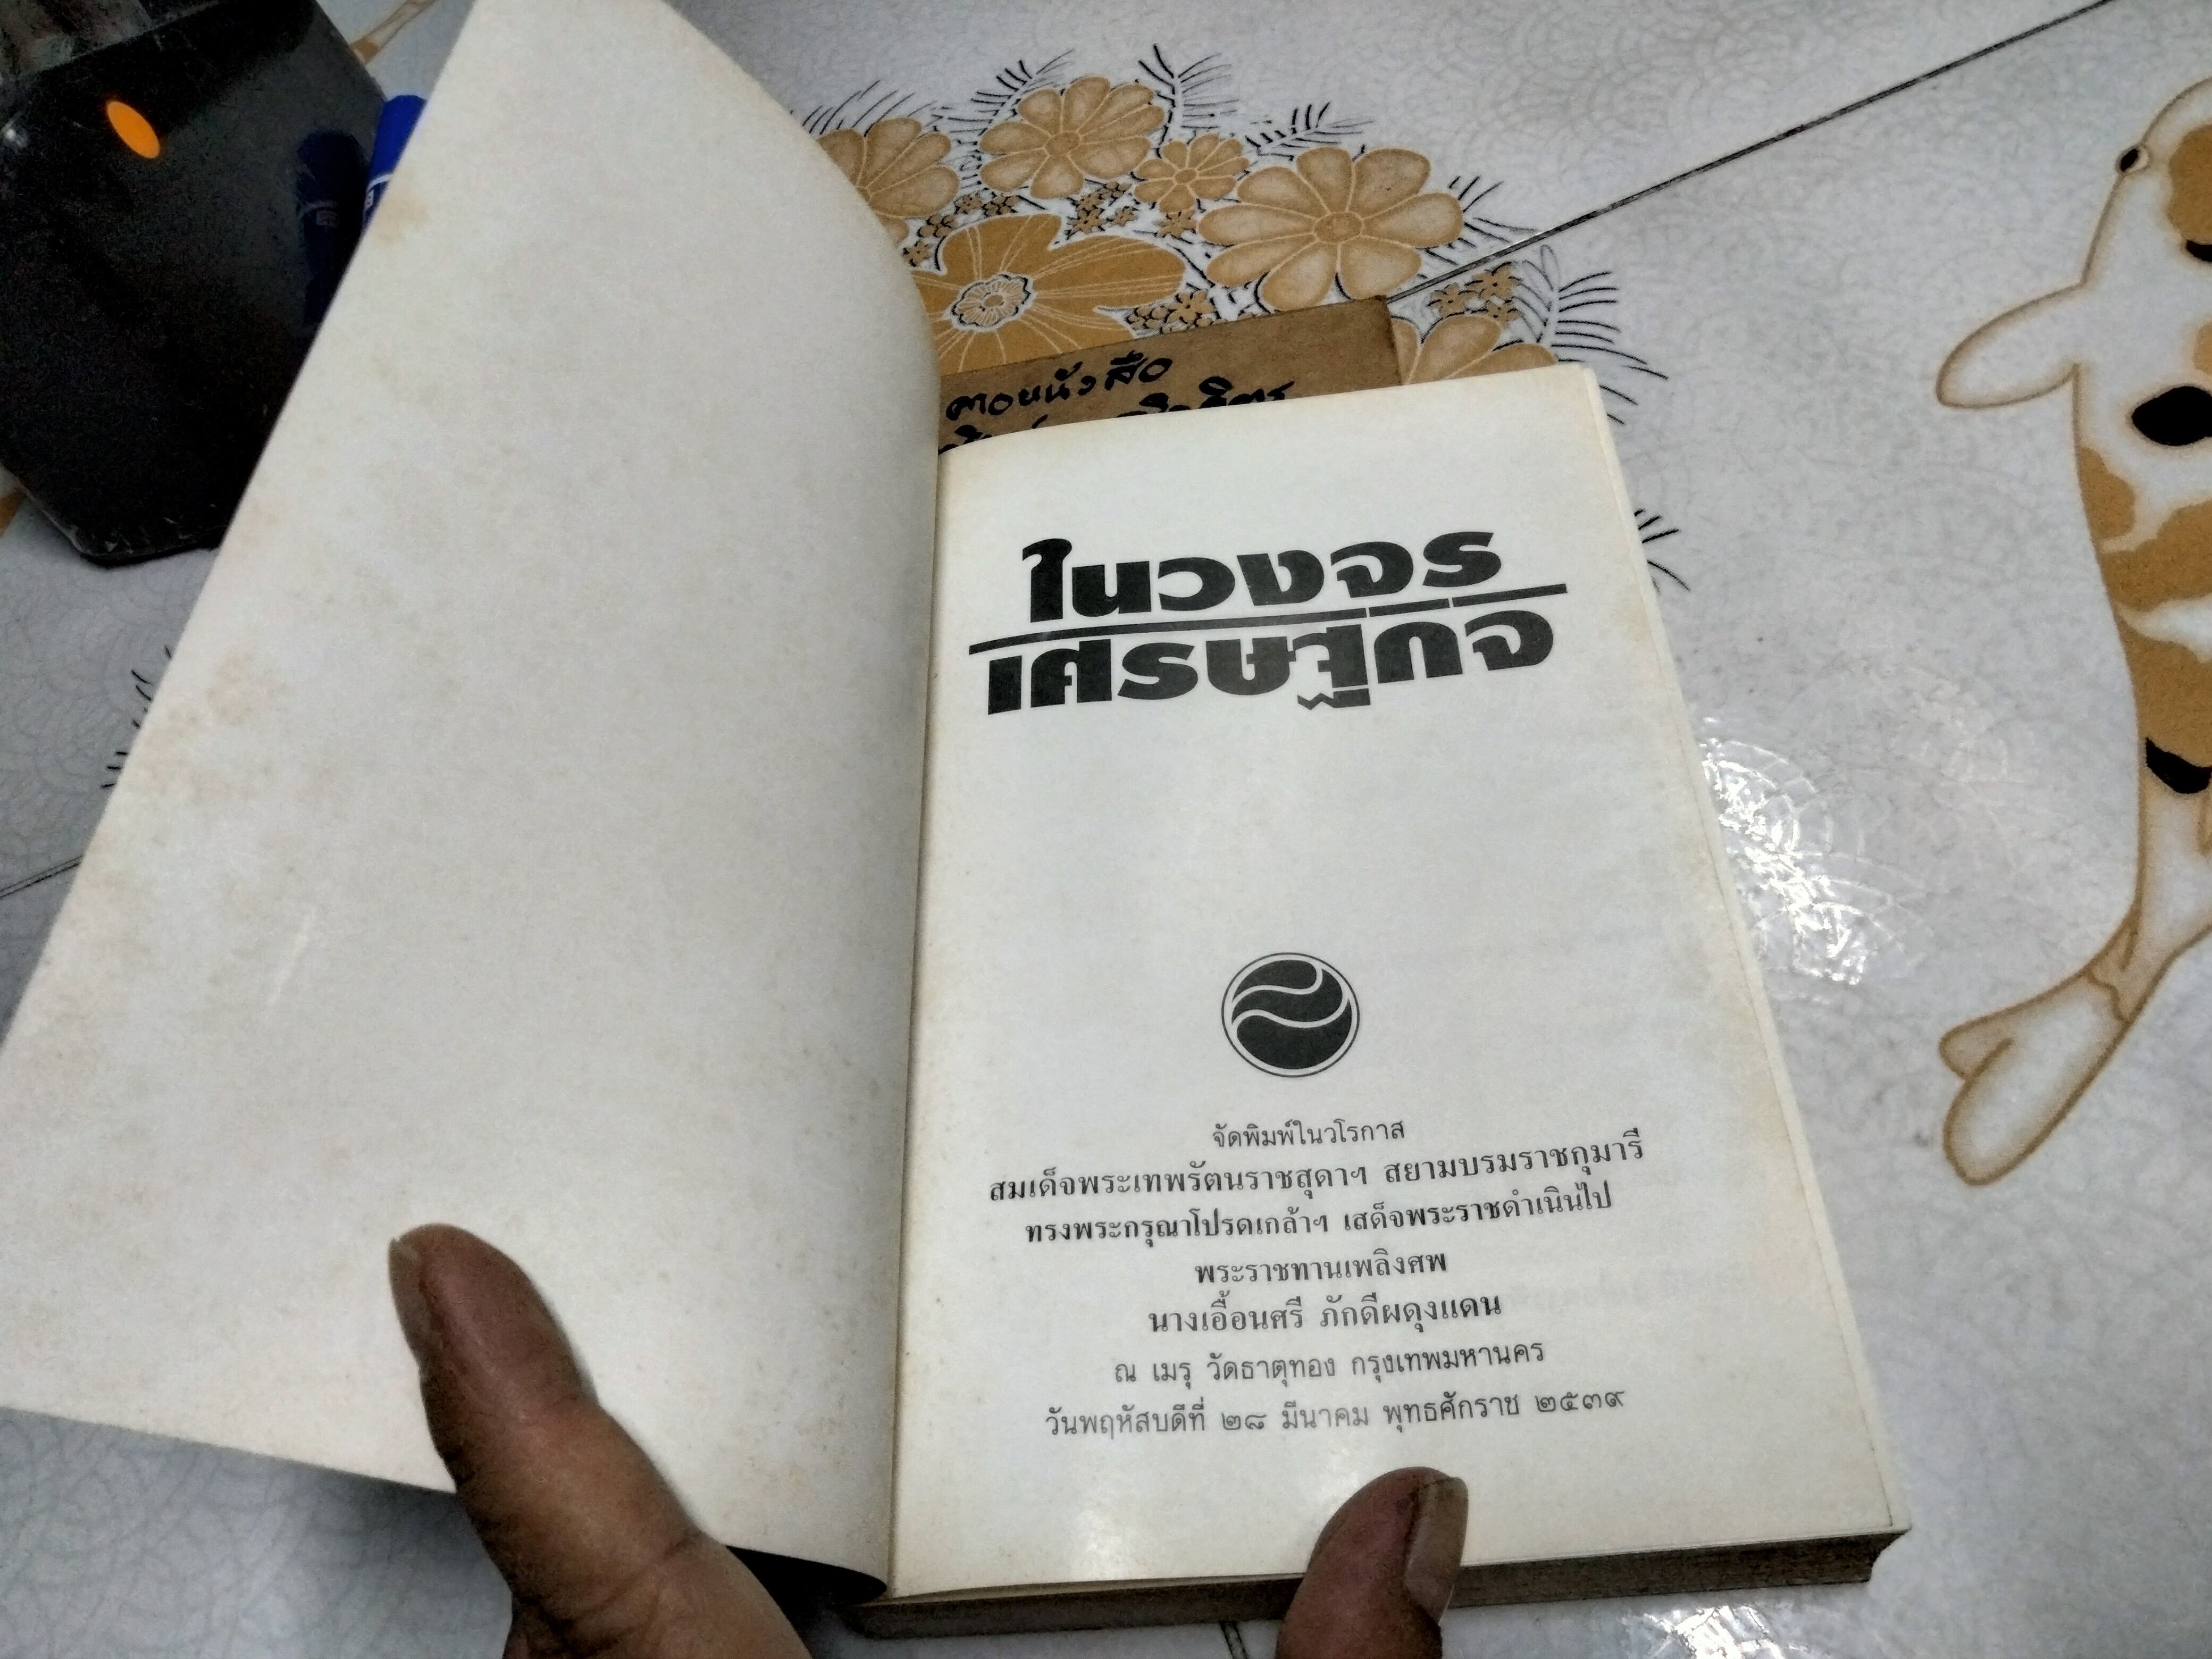 ในวงจร
เศรษฐกิจ
จัดพิมพ์ในวโรกาส
สมเด็จพระเทพรัตนราชสุดาฯ สยามบรมราชกุมารี
ทรงพระกรุณาโปรดเกล้าฯ เสด็จพระราชดำเนินไป
พระราชทานเพลิงศพ
นางเอื้อนศรี ภักดีผดุงแดน
ณ เมรุ วัดธาตุทอง กรุงเทพมหานคร
วันพฤหัสบดีที่ ๒๘ มีนาคม พุทธศักราช ๒๕๓๙